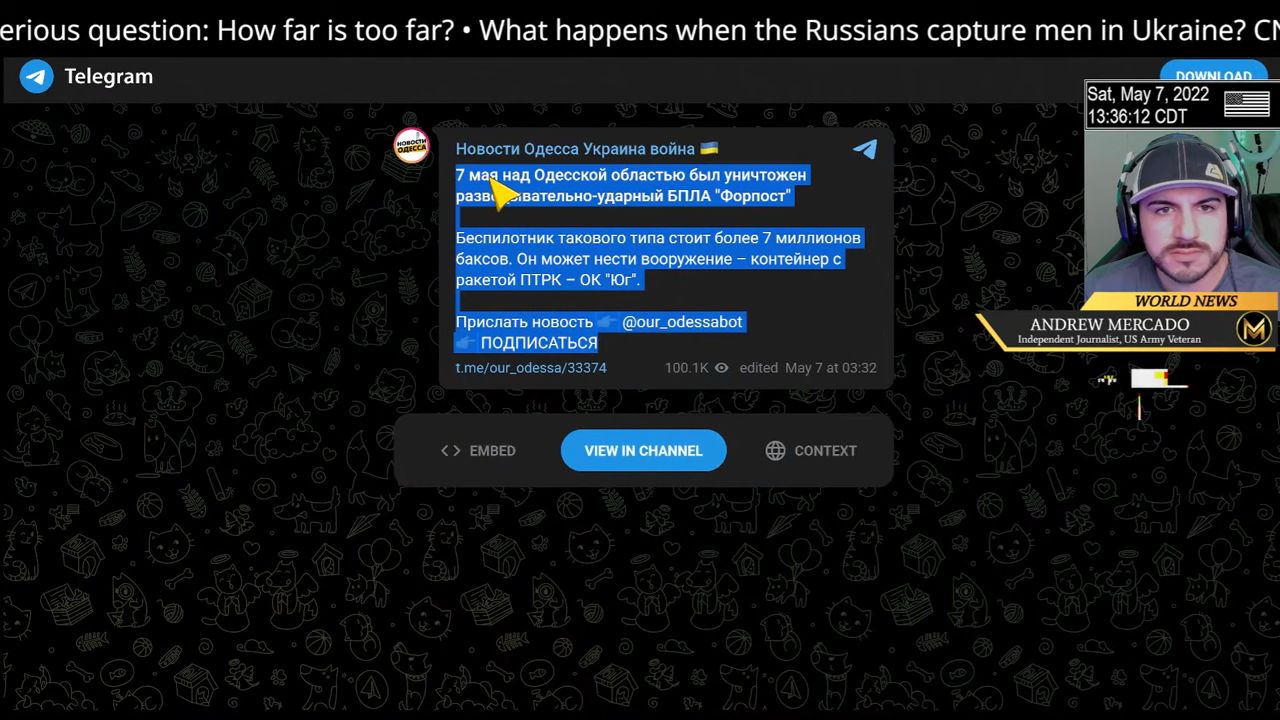 erious question: How far is too far? • What happens when the Russians capture men in Ukraine? CN
Telegram
DOWNLOAD
Sat, May 7, 2022
13:36:12 CDT
НОВОСТИ
ОДЕССА
Новости Одесса Украина война
7 мая над Одесской областью был уничтожен
разведывательно-ударный БПЛА "Форпост"
Беспилотник такового типа стоит более 7 миллионов
баксов. Он может нести вооружение – контейнер с
ракетой ПТРК – ОК "Юг".
Прислать новость 👉 @our_odessabot
👉 ПОДПИСАТЬСЯ
t.me/our_odessa/33374 100.1K edited May 7 at 03:32
EMBED
VIEW IN CHANNEL
CONTEXT
WORLD NEWS
ANDREW MERCADO
Independent Journalist, US Army Veteran